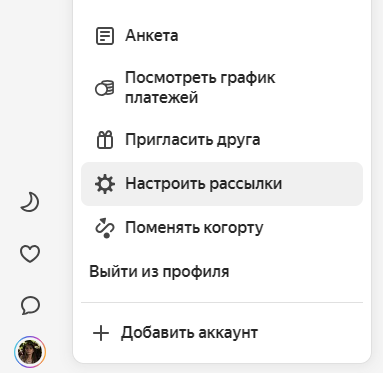 Анкета
Посмотреть график
платежей
Пригласить друга
Настроить рассылки
Поменять когорту
Выйти из профиля
Добавить аккаунт